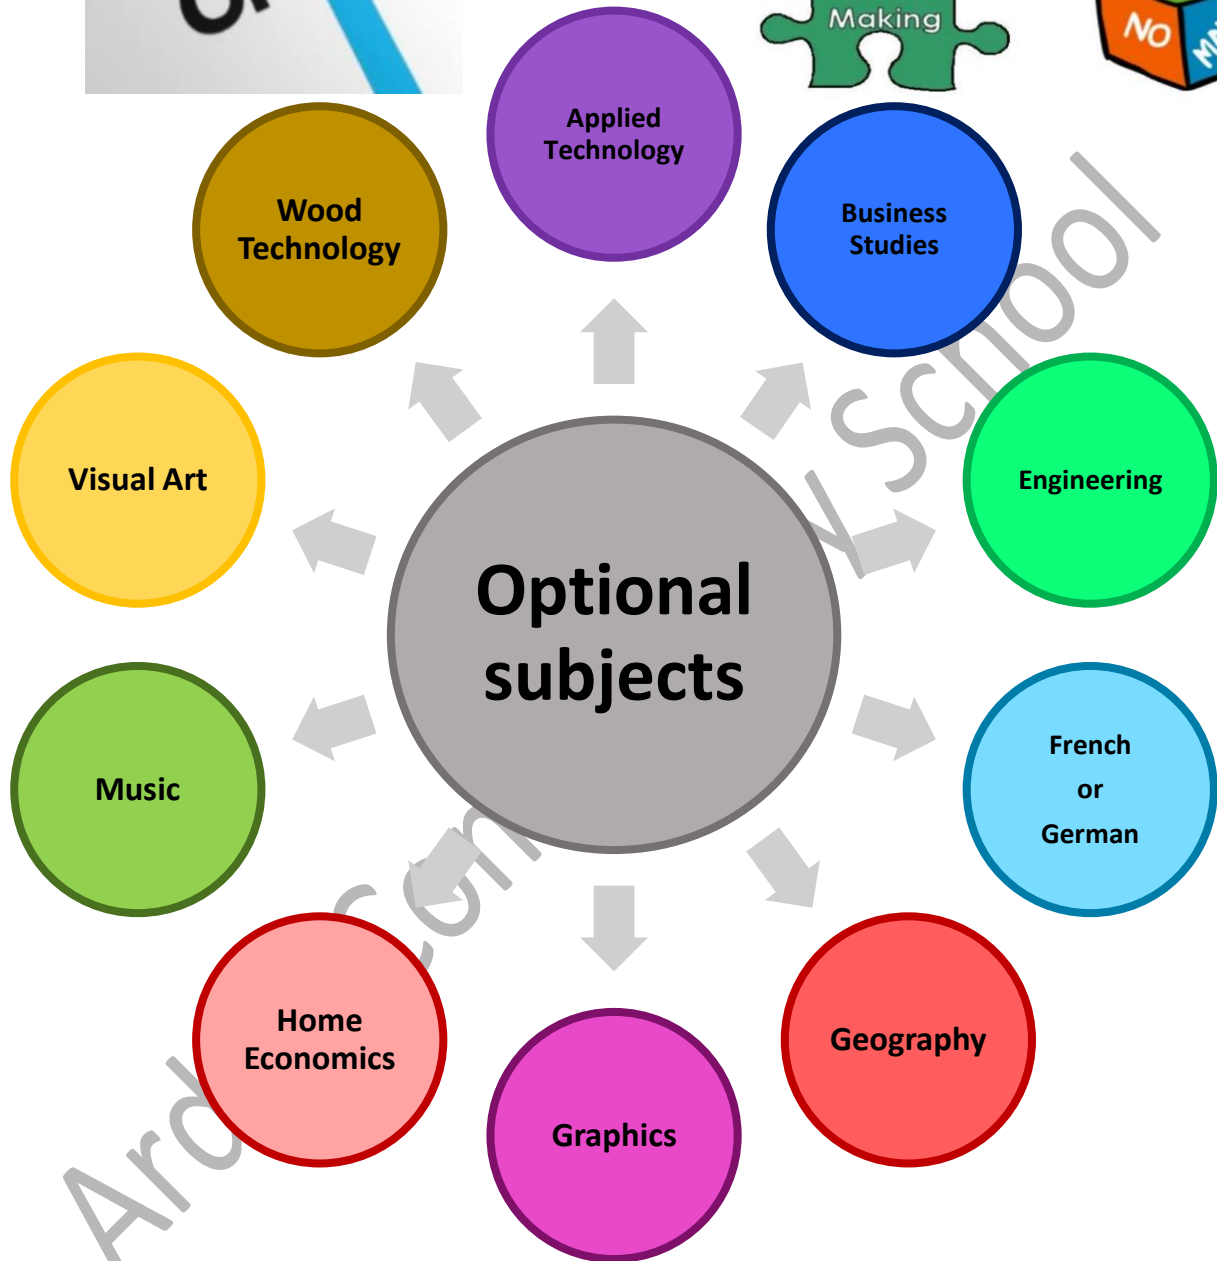 Making
NO
Applied
Technology
Business
Studies
Engineering
French
or
German
Geography
Graphics
Home
Economics
Music
Visual Art
Wood
Technology
Optional
subjects
School